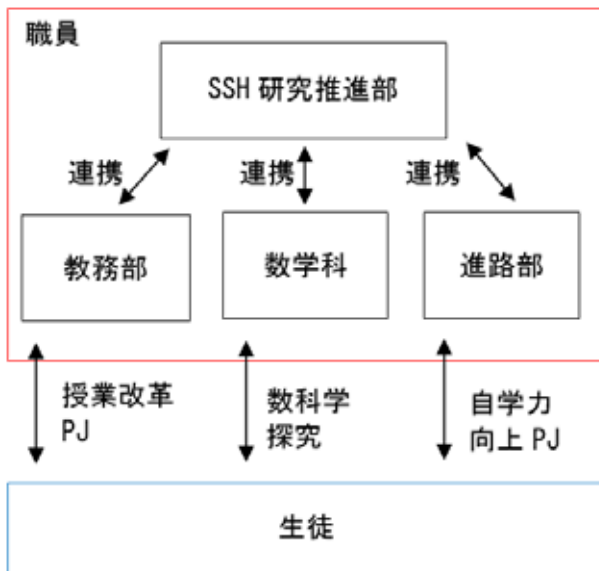 職員
SSH 研究推進部
連携
連携
連携
教務部
数学科
進路部
授業改革
PJ
数科学
探究
自学力
向上 PJ
生徒